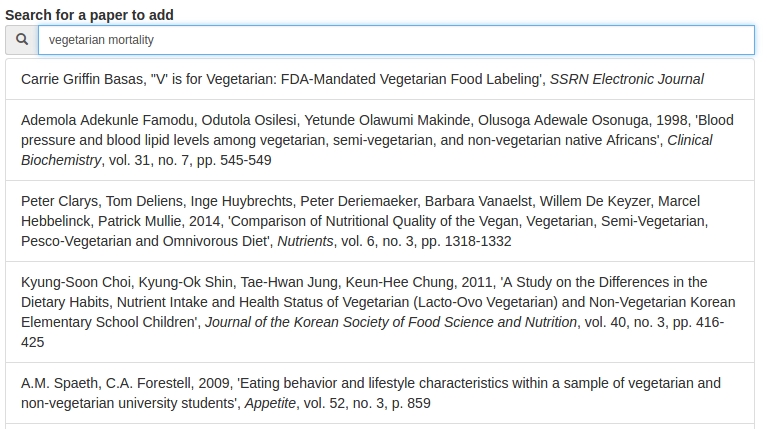 Search for a paper to add
vegetarian mortality
Carrie Griffin Basas, "V' is for Vegetarian: FDA-Mandated Vegetarian Food Labeling', SSRN Electronic Journal
Ademola Adekunle Famodu, Odutola Osilesi, Yetunde Olawumi Makinde, Olusoga Adewale Osonuga, 1998, 'Blood
pressure and blood lipid levels among vegetarian, semi-vegetarian, and non-vegetarian native Africans', Clinical
Biochemistry, vol. 31, no. 7, pp. 545-549
Peter Clarys, Tom Deliens, Inge Huybrechts, Peter Deriemaeker, Barbara Vanaelst, Willem De Keyzer, Marcel
Hebbelinck, Patrick Mullie, 2014, 'Comparison of Nutritional Quality of the Vegan, Vegetarian, Semi-Vegetarian,
Pesco-Vegetarian and Omnivorous Diet', Nutrients, vol. 6, no. 3, pp. 1318-1332
Kyung-Soon Choi, Kyung-Ok Shin, Tae-Hwan Jung, Keun-Hee Chung, 2011, 'A Study on the Differences in the
Dietary Habits, Nutrient Intake and Health Status of Vegetarian (Lacto-Ovo Vegetarian) and Non-Vegetarian Korean
Elementary School Children', Journal of the Korean Society of Food Science and Nutrition, vol. 40, no. 3, pp. 416-
425
A.M. Spaeth, C.A. Forestell, 2009, 'Eating behavior and lifestyle characteristics within a sample of vegetarian and
non-vegetarian university students', Appetite, vol. 52, no. 3, p. 859